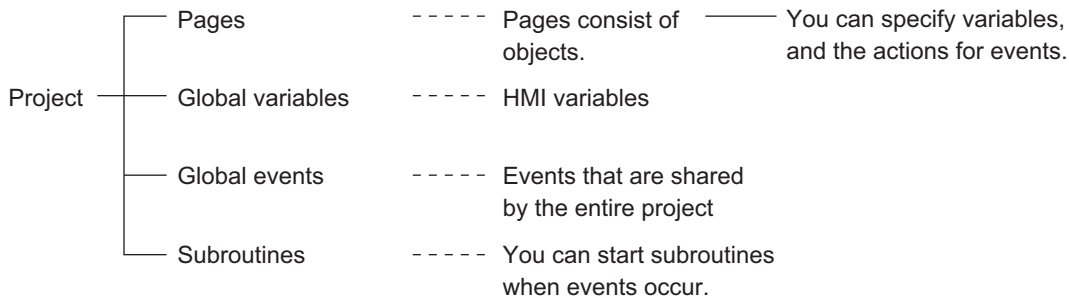 Pages
Pages consist of
objects.
You can specify variables,
and the actions for events.
Project
Global variables
HMI variables
Global events
Events that are shared
by the entire project
Subroutines
You can start subroutines
when events occur.